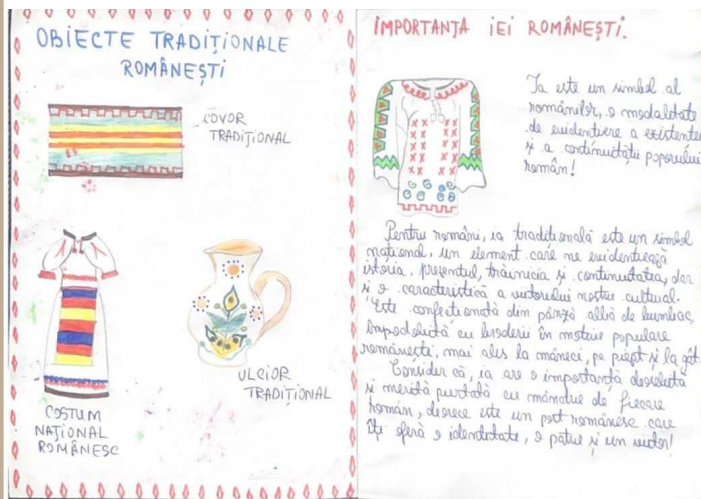 OBIECTE TRADIȚIONALE
ROMÂNEȘTI
COVOR
TRADIȚIONAL
ULCIOR
TRADIȚIONAL
COSTUM
NAȚIONAL
ROMÂNESC
IMPORTANȚA IEI ROMÂNEȘTI.
Ia este un simbol al
românilor, o modalitate
de evidențiere a existenței
și a continuității poporului
român!
Pentru români, ia tradițională este un simbol
național, un element care ne evidențiează
istoria, prezentul, trăinicia și continuitatea, dar
și o caracteristică a viitorului nostru cultural.
Este confecționată din pânză albă de bumbac,
împodobită cu broderii în motive populare
românești, mai ales la mâneci, pe piept și la gât.
Consider că, ia are o importanță deosebită
și merită purtată cu mândrie de fiecare
român, deorece este un port românesc care
îți oferă o identitate, o patrie și un viitor!